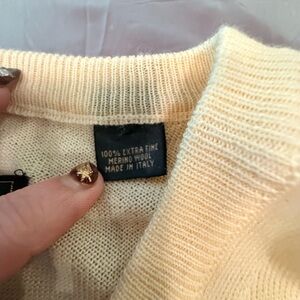 100% EXTRA FINE
MERINO WOOL
MADE IN ITALY